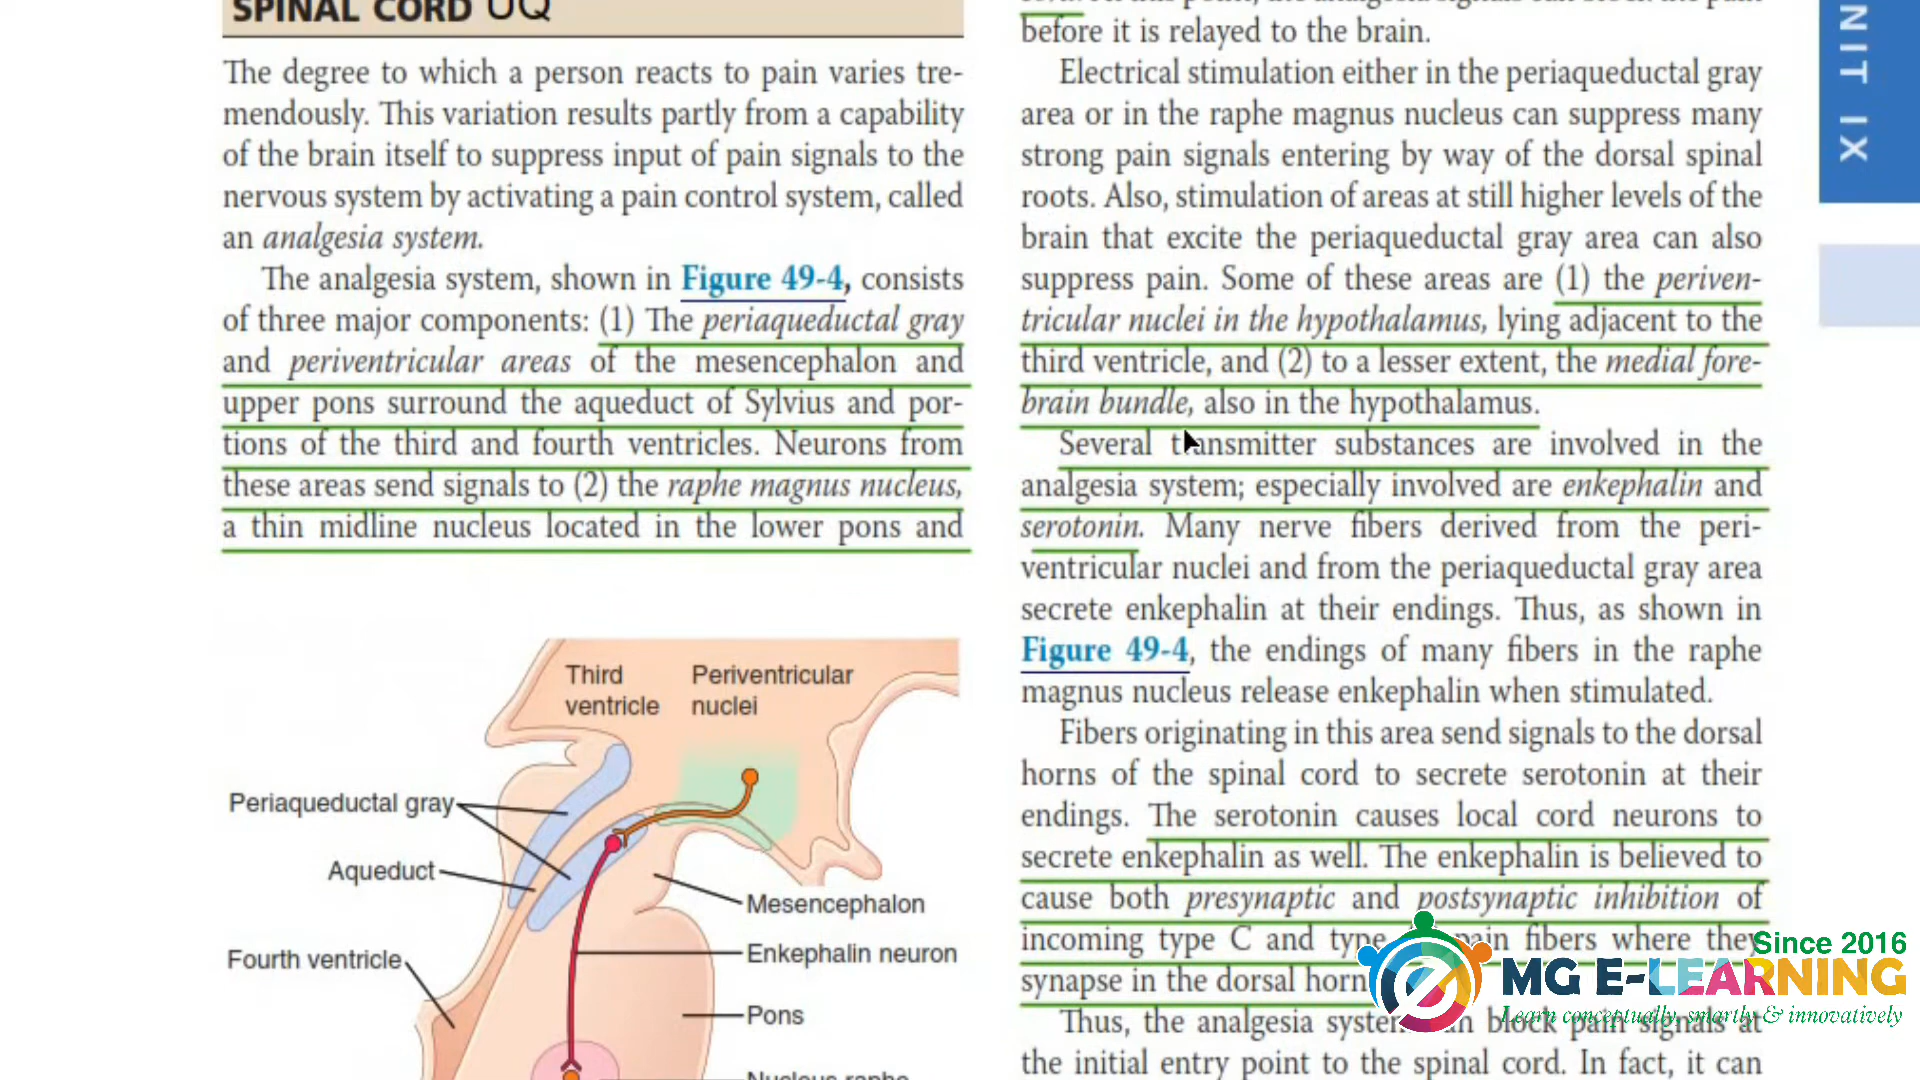 SPINAL CORD UQ
The degree to which a person reacts to pain varies tre-
mendously. This variation results partly from a capability
of the brain itself to suppress input of pain signals to the
nervous system by activating a pain control system, called
an analgesia system.
The analgesia system, shown in Figure 49-4, consists
of three major components: (1) The periaqueductal gray
and periventricular areas of the mesencephalon and
upper pons surround the aqueduct of Sylvius and por-
tions of the third and fourth ventricles. Neurons from
these areas send signals to (2) the raphe magnus nucleus,
a thin midline nucleus located in the lower pons and
Third
ventricle
Periventricular
nuclei
Periaqueductal gray
Aqueduct
Mesencephalon
Enkephalin neuron
Fourth ventricle
Pons
Nucleus raphe
before it is relayed to the brain.
Electrical stimulation either in the periaqueductal gray
area or in the raphe magnus nucleus can suppress many
strong pain signals entering by way of the dorsal spinal
roots. Also, stimulation of areas at still higher levels of the
brain that excite the periaqueductal gray area can also
suppress pain. Some of these areas are (1) the periven-
tricular nuclei in the hypothalamus, lying adjacent to the
third ventricle, and (2) to a lesser extent, the medial fore-
brain bundle, also in the hypothalamus.
Several transmitter substances are involved in the
analgesia system; especially involved are enkephalin and
serotonin. Many nerve fibers derived from the peri-
ventricular nuclei and from the periaqueductal gray area
secrete enkephalin at their endings. Thus, as shown in
Figure 49-4, the endings of many fibers in the raphe
magnus nucleus release enkephalin when stimulated.
Fibers originating in this area send signals to the dorsal
horns of the spinal cord to secrete serotonin at their
endings. The serotonin causes local cord neurons to
secrete enkephalin as well. The enkephalin is believed to
cause both presynaptic and postsynaptic inhibition of
incoming type C and type pain fibers where they
synapse in the dorsal horn
Thus, the analgesia system block pain signals at
the initial entry point to the spinal cord. In fact, it can
NIT IX
Since 2016
MG E-LEARNING
Learn conceptually, smartly & innovatively